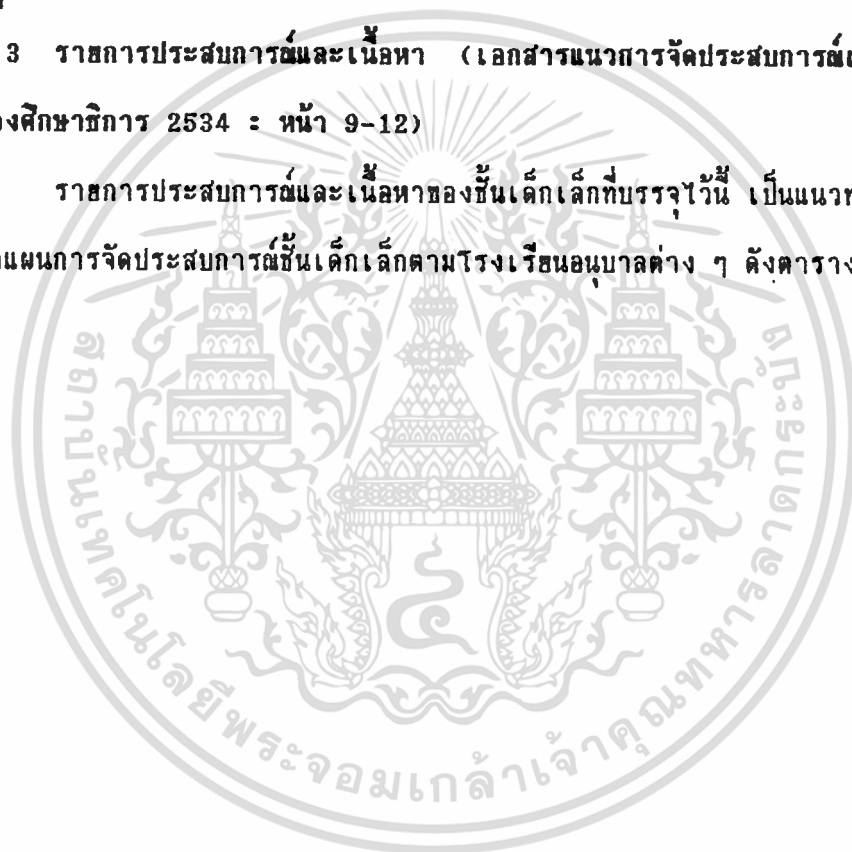 3 รายการประสบการณ์และเนื้อหา (เอกสารแนวการจัดประสบการณ์
องศึกษาธิการ 2534 : หน้า 9-12)
รายการประสบการณ์และเนื้อหาของชั้นเด็กเล็กที่บรรจุไว้นี้ เป็นแนวท
แผนการจัดประสบการณ์ชั้นเด็กเล็กตามโรงเรียนอนุบาลต่าง ๆ ดังตาราง
สถาบันเทคโนโลยีพระจอมเกล้าเจ้าคุณทหารลาดกระบัง
๔